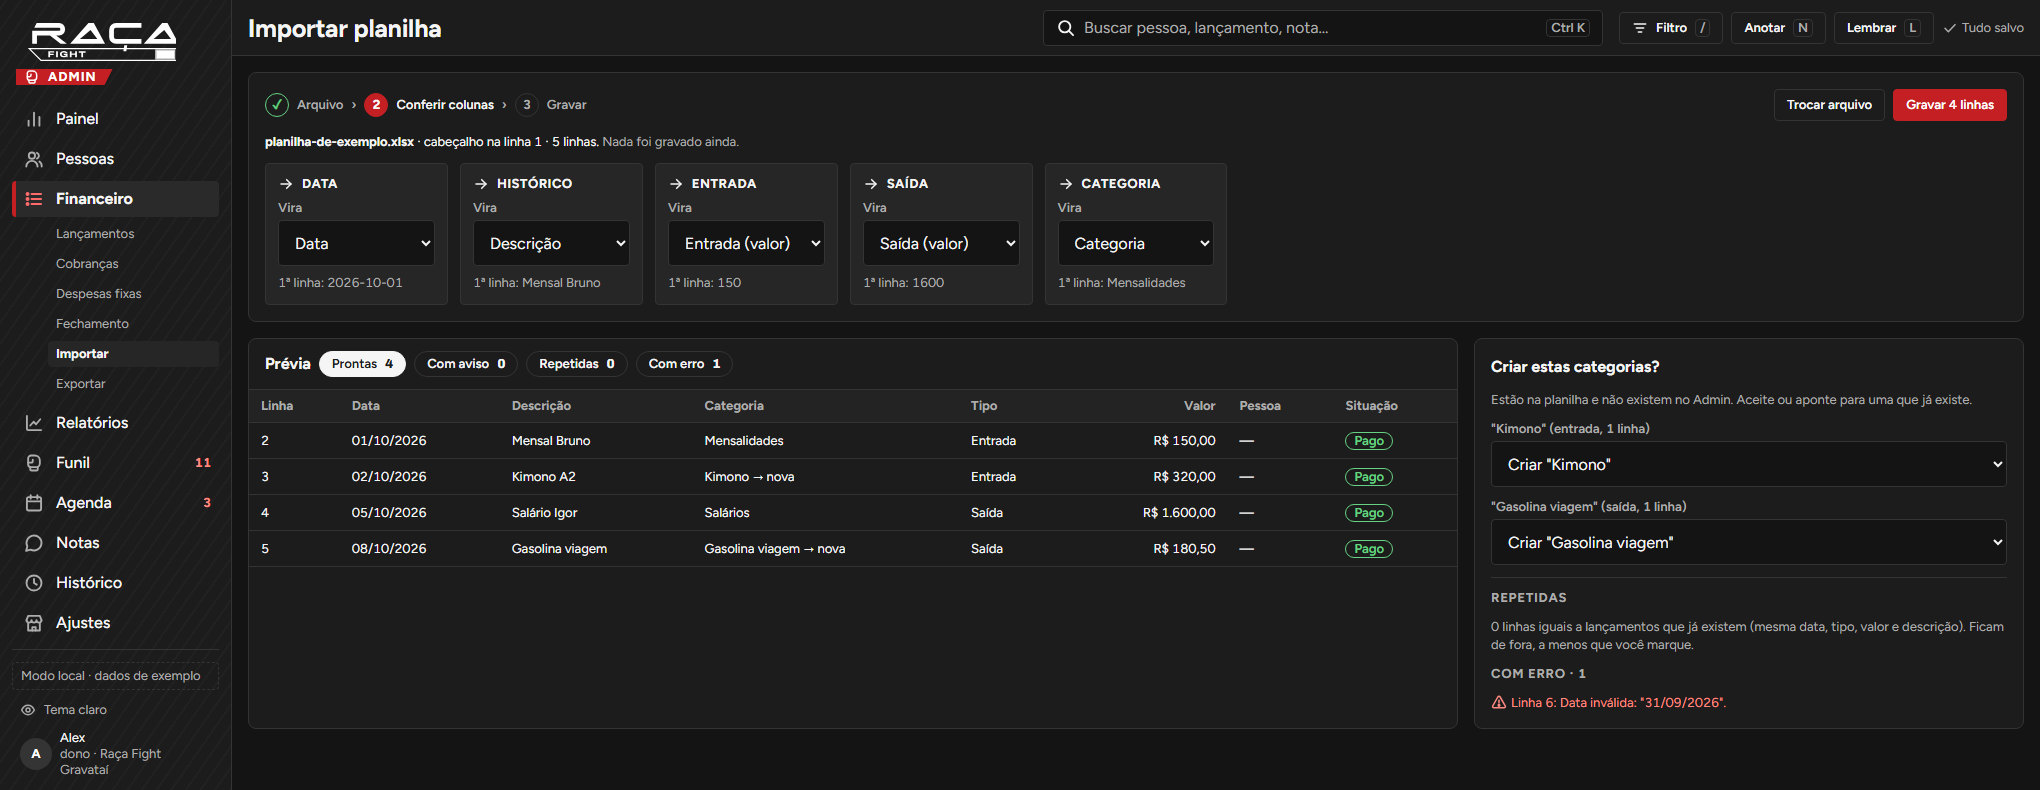 RAÇA
FIGHT
ADMIN
Painel
Pessoas
Financeiro
Lançamentos
Cobranças
Despesas fixas
Fechamento
Importar
Exportar
Relatórios
Funil 11
Agenda 3
Notas
Histórico
Ajustes
Modo local · dados de exemplo
Tema claro
A
Alex
dono · Raça Fight
Gravataí
Importar planilha
Buscar pessoa, lançamento, nota... Ctrl K
Filtro /
Anotar N
Lembrar L
Tudo salvo
Arquivo › 2 Conferir colunas › 3 Gravar
Trocar arquivo
Gravar 4 linhas
planilha-de-exemplo.xlsx · cabeçalho na linha 1 · 5 linhas. Nada foi gravado ainda.
→ DATA
Vira
Data
1ª linha: 2026-10-01
→ HISTÓRICO
Vira
Descrição
1ª linha: Mensal Bruno
→ ENTRADA
Vira
Entrada (valor)
1ª linha: 150
→ SAÍDA
Vira
Saída (valor)
1ª linha: 1600
→ CATEGORIA
Vira
Categoria
1ª linha: Mensalidades
Prévia Prontas 4 Com aviso 0 Repetidas 0 Com erro 1
Linha Data Descrição Categoria Tipo Valor Pessoa Situação
2 01/10/2026 Mensal Bruno Mensalidades Entrada R$ 150,00 — Pago
3 02/10/2026 Kimono A2 Kimono → nova Entrada R$ 320,00 — Pago
4 05/10/2026 Salário Igor Salários Saída R$ 1.600,00 — Pago
5 08/10/2026 Gasolina viagem Gasolina viagem → nova Saída R$ 180,50 — Pago
Criar estas categorias?
Estão na planilha e não existem no Admin. Aceite ou aponte para uma que já existe.
"Kimono" (entrada, 1 linha)
Criar "Kimono"
"Gasolina viagem" (saída, 1 linha)
Criar "Gasolina viagem"
REPETIDAS
0 linhas iguais a lançamentos que já existem (mesma data, tipo, valor e descrição). Ficam
de fora, a menos que você marque.
COM ERRO · 1
Linha 6: Data inválida: "31/09/2026".